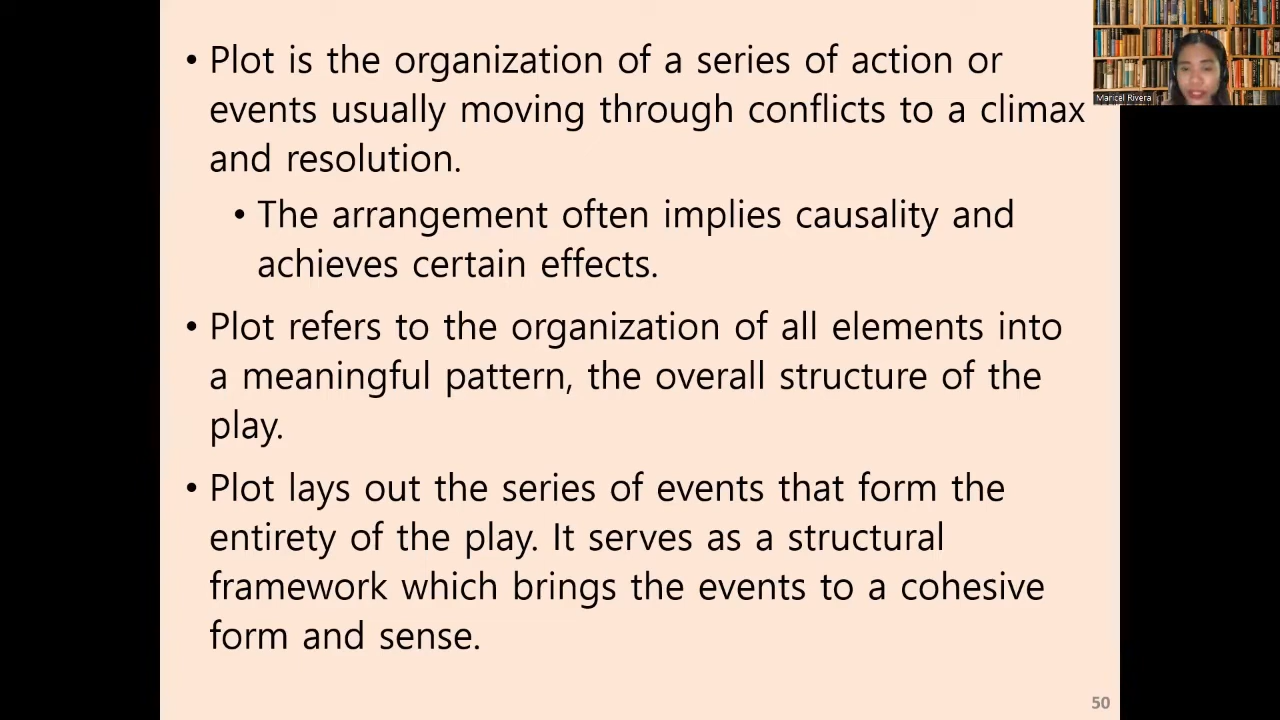 • Plot is the organization of a series of action or
events usually moving through conflicts to a climax
and resolution.
• The arrangement often implies causality and
achieves certain effects.
• Plot refers to the organization of all elements into
a meaningful pattern, the overall structure of the
play.
• Plot lays out the series of events that form the
entirety of the play. It serves as a structural
framework which brings the events to a cohesive
form and sense.
50
Maricel Rivera